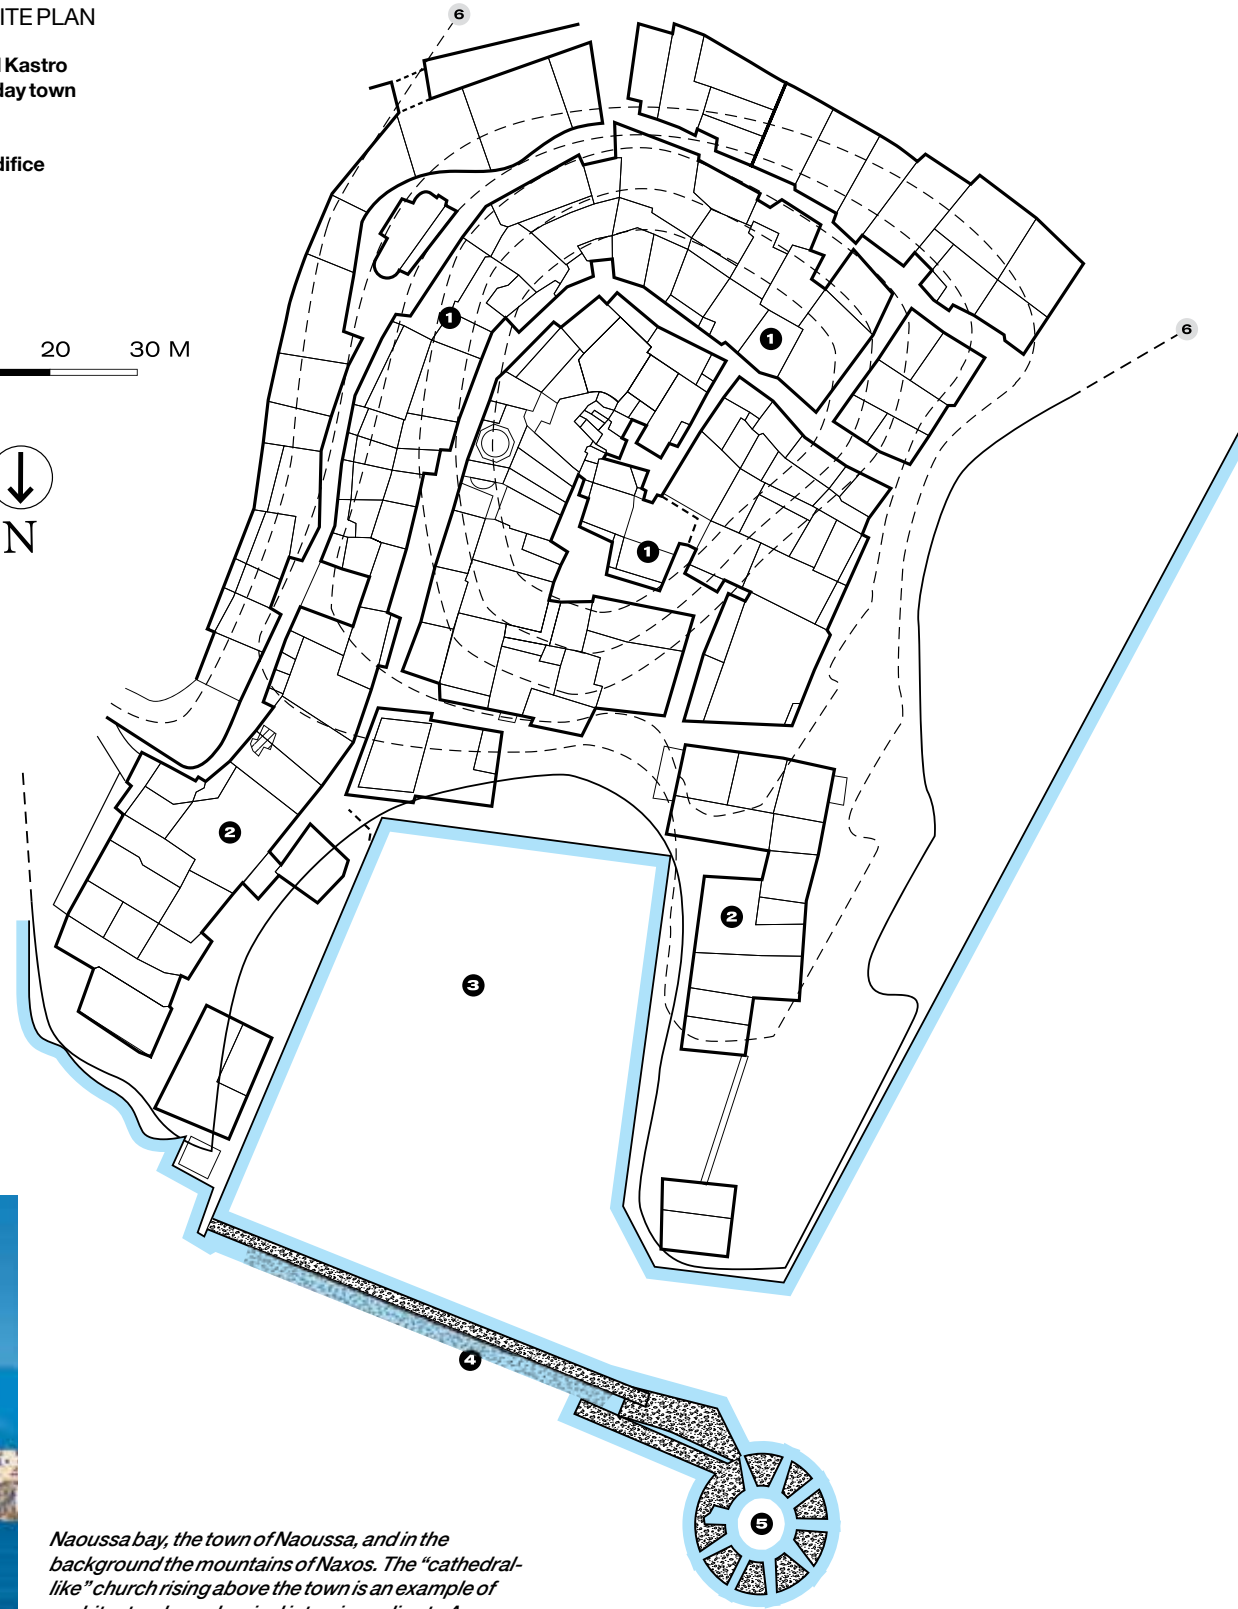 ITE PLAN
Kastro
day town
difice
20 30 M
N
6
6
1
1
1
2
2
3
4
5
Naoussa bay, the town of Naoussa, and in the
background the mountains of Naxos. The “cathedral-
like” church rising above the town is an example of